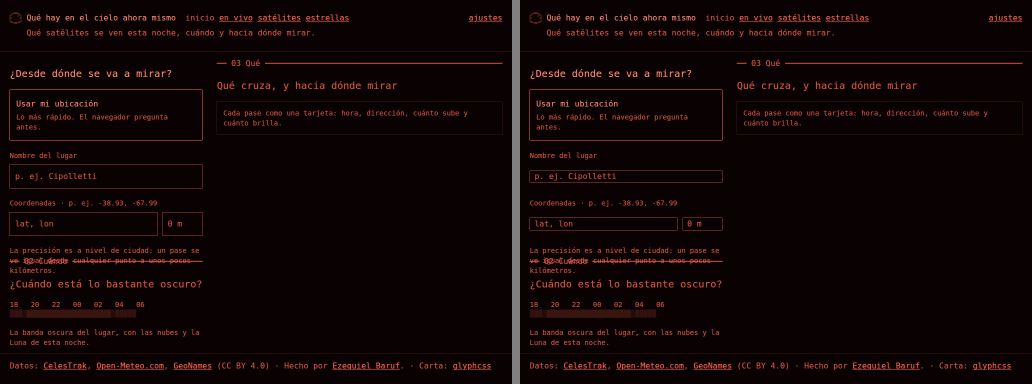 Qué hay en el cielo ahora mismo inicio en vivo satélites estrellas ajustes
Qué satélites se ven esta noche, cuándo y hacia dónde mirar.
¿Desde dónde se va a mirar?
Usar mi ubicación
Lo más rápido. El navegador pregunta
antes.
Nombre del lugar
p. ej. Cipolletti
Coordenadas · p. ej. -38.93, -67.99
lat, lon 0 m
La precisión es a nivel de ciudad: un pase se
ve igual desde cualquier punto a unos pocos
kilómetros.
02 Cuándo
¿Cuándo está lo bastante oscuro?
18 20 22 00 02 04 06
La banda oscura del lugar, con las nubes y la
Luna de esta noche.
03 Qué
Qué cruza, y hacia dónde mirar
Cada pase como una tarjeta: hora, dirección, cuánto sube y
cuánto brilla.
Datos: CelesTrak, Open-Meteo.com, GeoNames (CC BY 4.0) · Hecho por Ezequiel Baruf. · Carta: glyphcss
Qué hay en el cielo ahora mismo inicio en vivo satélites estrellas ajustes
Qué satélites se ven esta noche, cuándo y hacia dónde mirar.
¿Desde dónde se va a mirar?
Usar mi ubicación
Lo más rápido. El navegador pregunta
antes.
Nombre del lugar
p. ej. Cipolletti
Coordenadas · p. ej. -38.93, -67.99
lat, lon 0 m
La precisión es a nivel de ciudad: un pase se
ve igual desde cualquier punto a unos pocos
kilómetros.
02 Cuándo
¿Cuándo está lo bastante oscuro?
18 20 22 00 02 04 06
La banda oscura del lugar, con las nubes y la
Luna de esta noche.
03 Qué
Qué cruza, y hacia dónde mirar
Cada pase como una tarjeta: hora, dirección, cuánto sube y
cuánto brilla.
Datos: CelesTrak, Open-Meteo.com, GeoNames (CC BY 4.0) · Hecho por Ezequiel Baruf. · Carta: glyphcss